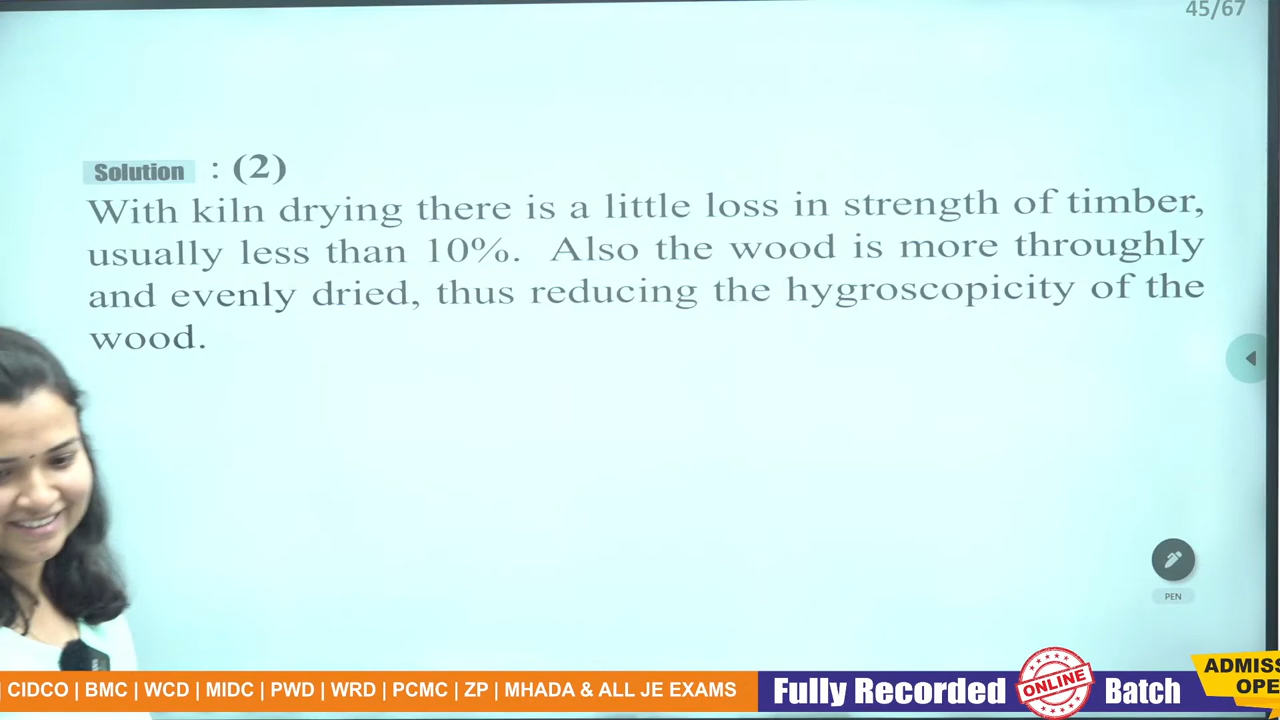 45/67
Solution : (2)
With kiln drying there is a little loss in strength of timber,
usually less than 10%. Also the wood is more throughly
and evenly dried, thus reducing the hygroscopicity of the
wood.
PEN
| CIDCO | BMC | WCD | MIDC | PWD | WRD | PCMC | ZP | MHADA & ALL JE EXAMS
Fully Recorded ONLINE Batch
ADMISS
OPE